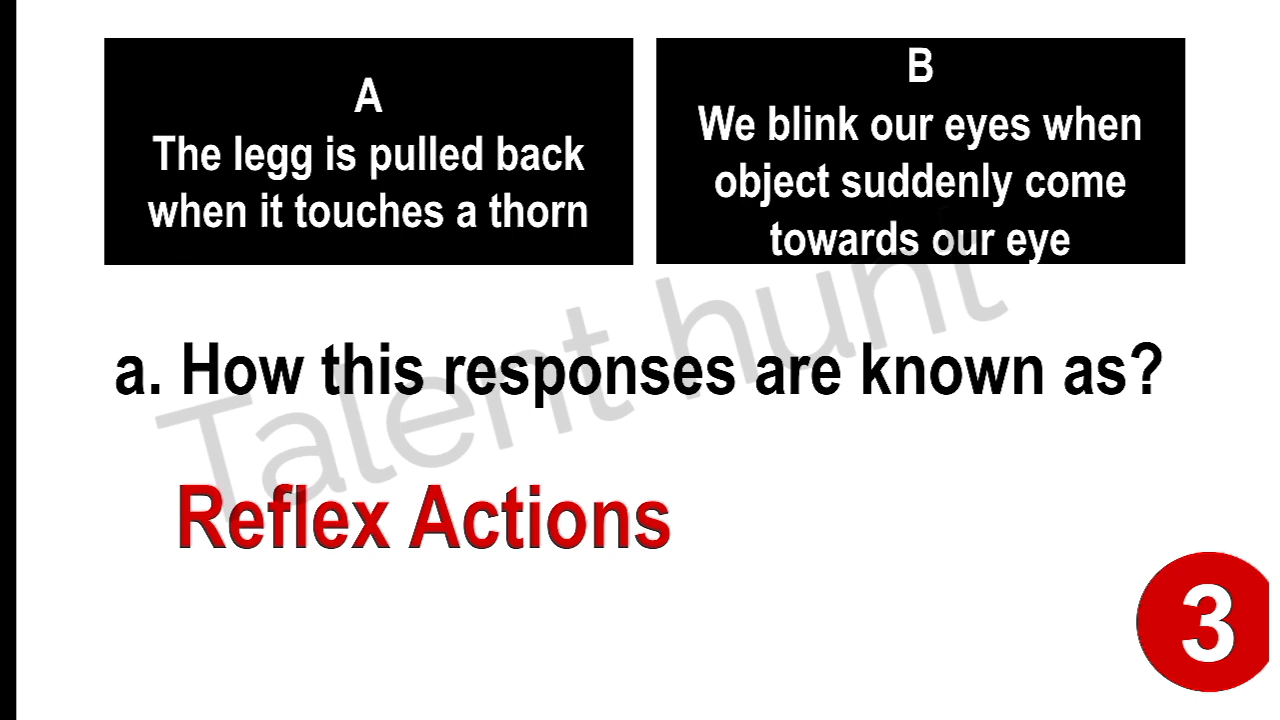 A
The legg is pulled back
when it touches a thorn
B
We blink our eyes when
object suddenly come
towards our eye
Talent hunt
a. How this responses are known as?
Reflex Actions
3